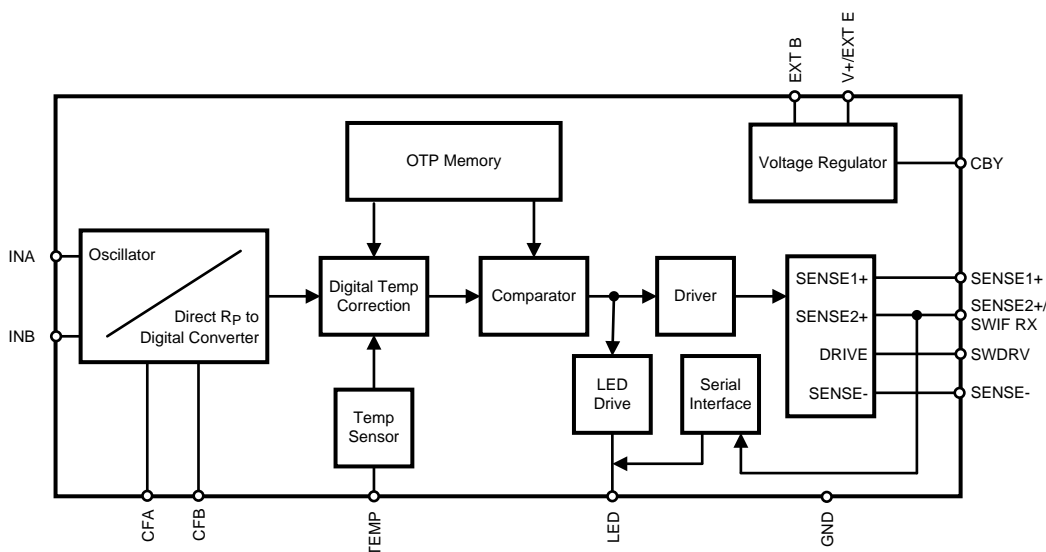 EXT B
V+/EXT E
OTP Memory
Voltage Regulator
CBY
INA
Oscillator
Direct RP to
Digital Converter
INB
Digital Temp
Correction
Comparator
Driver
SENSE1+
SENSE2+
DRIVE
SENSE-
SENSE1+
SENSE2+/
SWIF RX
SWDRV
SENSE-
Temp
Sensor
LED
Drive
Serial
Interface
CFA
CFB
TEMP
LED
GND